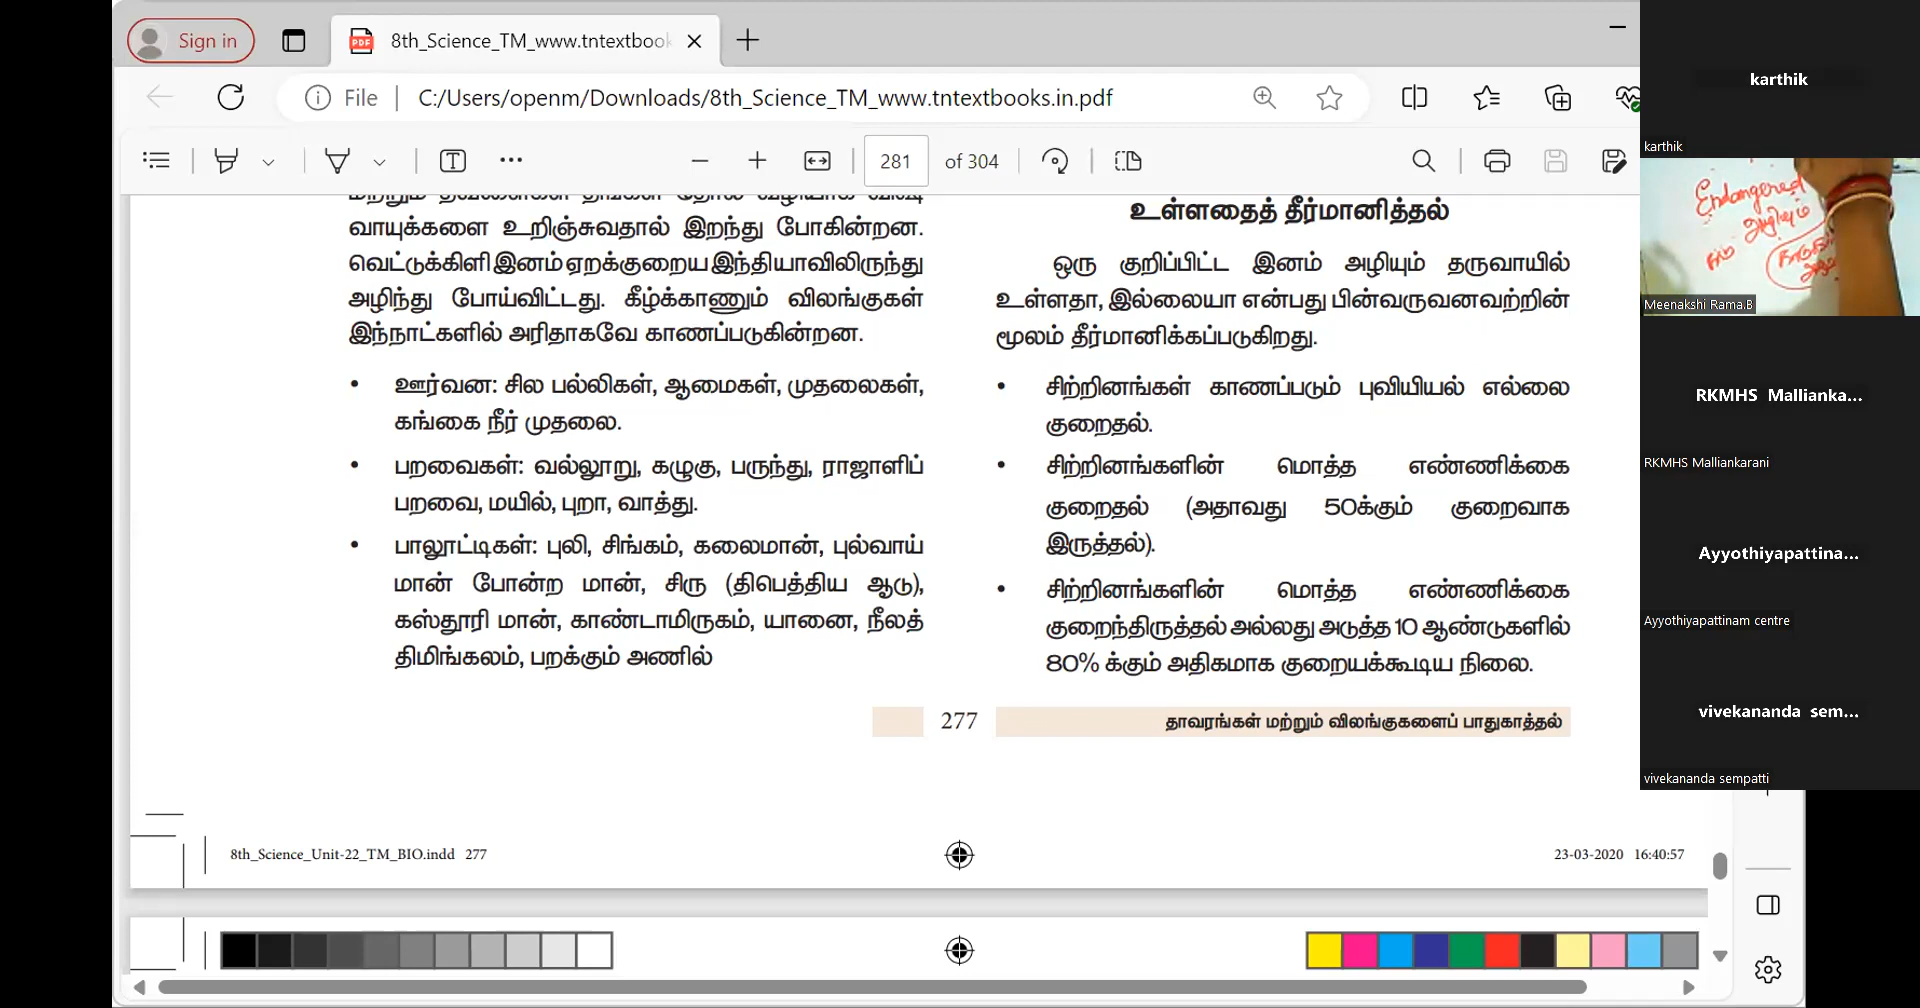 Sign in
8th_Science_TM_www.tntextbook
File
C:/Users/openm/Downloads/8th_Science_TM_www.tntextbooks.in.pdf
281 of 304
வாயுக்களை உறிஞ்சுவதால் இறந்து போகின்றன.
வெட்டுக்கிளி இனம் ஏறக்குறைய இந்தியாவிலிருந்து
அழிந்து போய்விட்டது. கீழ்க்காணும் விலங்குகள்
இந்நாட்களில் அரிதாகவே காணப்படுகின்றன.
• ஊர்வன: சில பல்லிகள், ஆமைகள், முதலைகள்,
கங்கை நீர் முதலை.
• பறவைகள்: வல்லூறு, கழுகு, பருந்து, ராஜாளிப்
பறவை, மயில், புறா, வாத்து.
• பாலூட்டிகள்: புலி, சிங்கம், கலைமான், புல்வாய்
மான் போன்ற மான், சிரு (திபெத்திய ஆடு),
கஸ்தூரி மான், காண்டாமிருகம், யானை, நீலத்
திமிங்கலம், பறக்கும் அணில்
உள்ளதைத் தீர்மானித்தல்
ஒரு குறிப்பிட்ட இனம் அழியும் தருவாயில்
உள்ளதா, இல்லையா என்பது பின்வருவனவற்றின்
மூலம் தீர்மானிக்கப்படுகிறது.
• சிற்றினங்கள் காணப்படும் புவியியல் எல்லை
குறைதல்.
• சிற்றினங்களின் மொத்த எண்ணிக்கை
குறைதல் (அதாவது 50க்கும் குறைவாக
இருத்தல்).
• சிற்றினங்களின் மொத்த எண்ணிக்கை
குறைந்திருத்தல் அல்லது அடுத்த 10 ஆண்டுகளில்
80% க்கும் அதிகமாக குறையக்கூடிய நிலை.
277
தாவரங்கள் மற்றும் விலங்குகளைப் பாதுகாத்தல்
8th_Science_Unit-22_TM_BIO.indd 277
23-03-2020 16:40:57
karthik
karthik
Endangered
அழியும்
Meenakshi Rama.B
RKMHS Mallianka...
RKMHS Malliankarani
Ayyothiyapattina...
Ayyothiyapattinam centre
vivekananda sem...
vivekananda sempatti